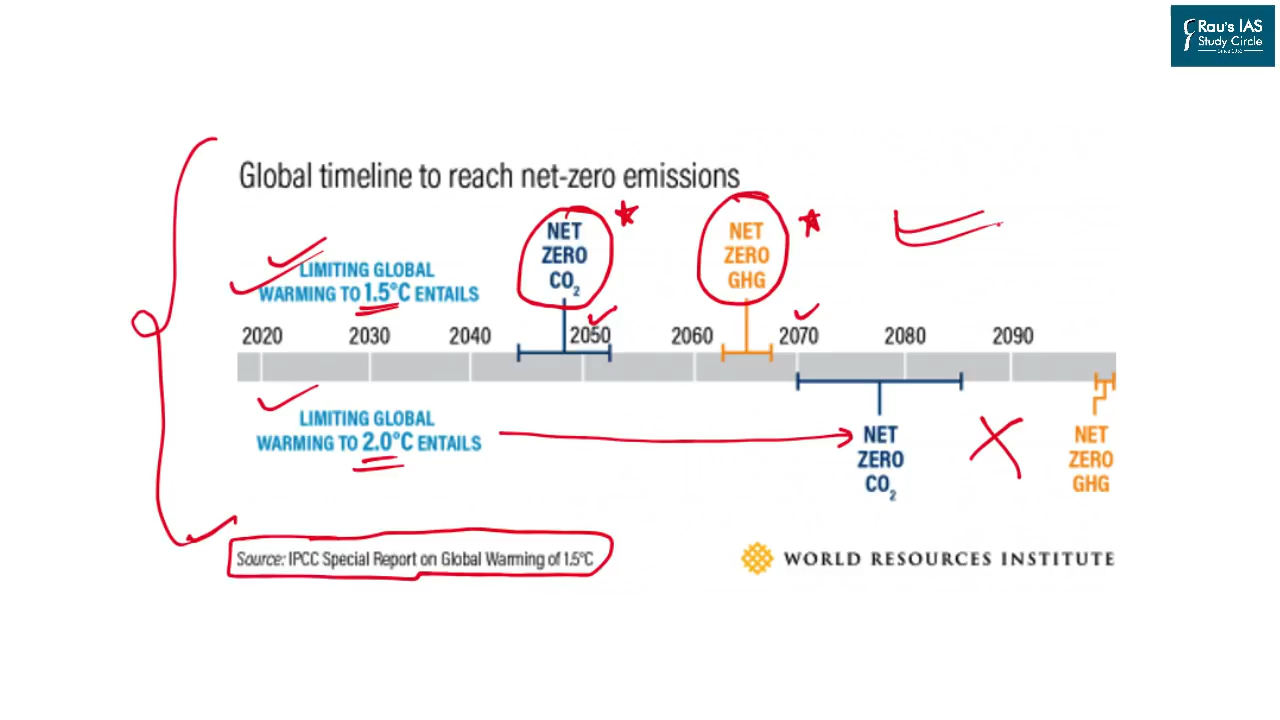 Rau's IAS
Study Circle
Global timeline to reach net-zero emissions
LIMITING GLOBAL
WARMING TO 1.5°C ENTAILS
NET
ZERO
CO₂
NET
ZERO
GHG
2020 2030 2040 2050 2060 2070 2080 2090
LIMITING GLOBAL
WARMING TO 2.0°C ENTAILS
NET
ZERO
CO₂
NET
ZERO
GHG
Source: IPCC Special Report on Global Warming of 1.5°C
WORLD RESOURCES INSTITUTE